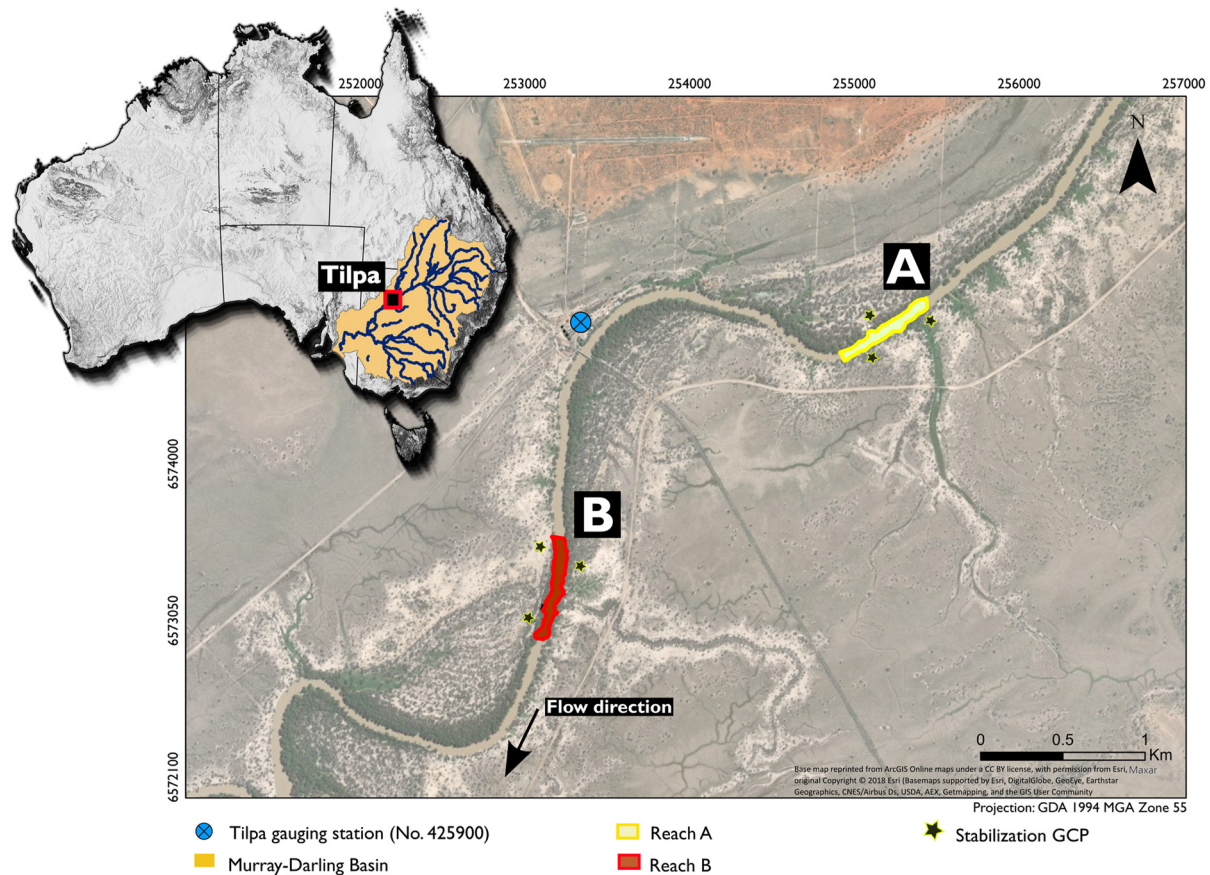 252000 253000 254000 255000 256000 257000
N
A
Tilpa
B
6574000
6573050
6572100
Flow direction
0 0.5 1
Km
Base map reprinted from ArcGIS Online maps under a CC BY license, with permission from Esri, Maxar
original Copyright © 2018 Esri (Basemaps supported by Esri, DigitalGlobe, GeoEye, Earthstar
Geographics, CNES/Airbus Ds, USDA, AEX, Getmapping, and the GIS User Community
Projection: GDA 1994 MGA Zone 55
Tilpa gauging station (No. 425900)
Reach A
Stabilization GCP
Murray-Darling Basin
Reach B